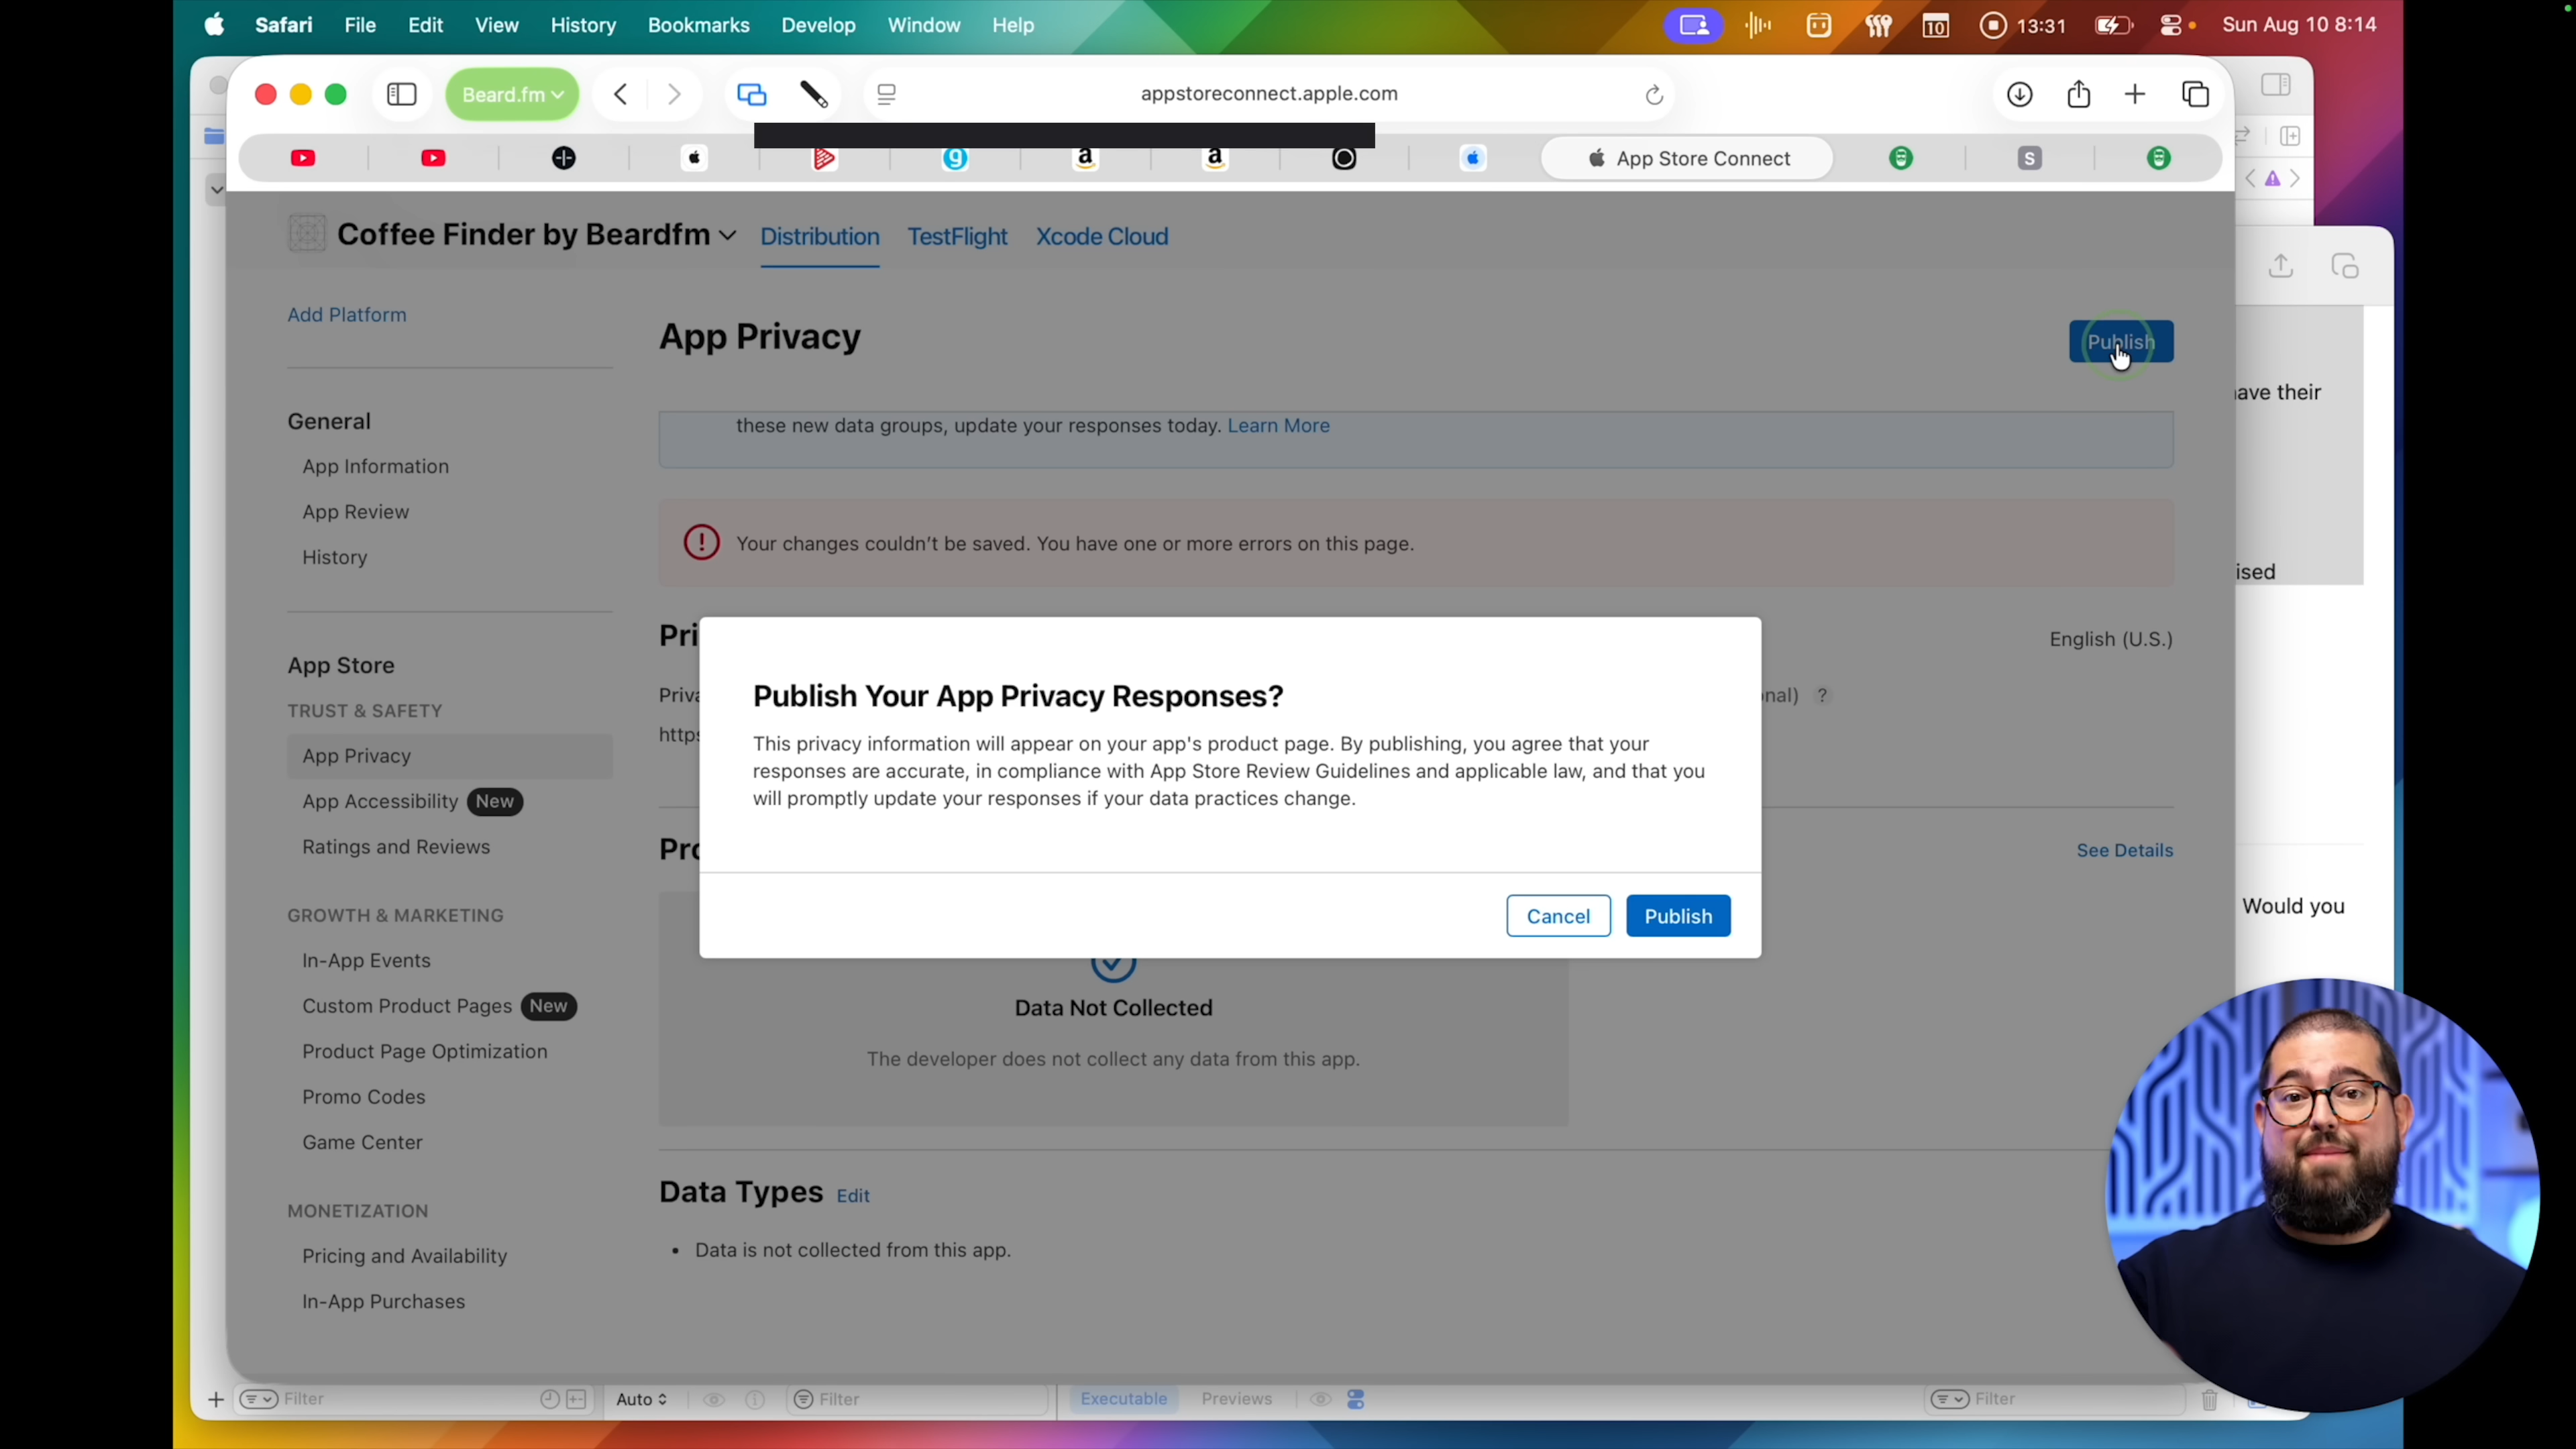 Safari File Edit View History Bookmarks Develop Window Help 10 13:31 Sun Aug 10 8:14
Beard.fm appstoreconnect.apple.com
g a a App Store Connect S
Coffee Finder by Beardfm Distribution TestFlight Xcode Cloud
Add Platform
General
App Information
App Review
History
App Store
TRUST & SAFETY
App Privacy
App Accessibility New
Ratings and Reviews
GROWTH & MARKETING
In-App Events
Custom Product Pages New
Product Page Optimization
Promo Codes
Game Center
MONETIZATION
Pricing and Availability
In-App Purchases
App Privacy
Publish
these new data groups, update your responses today. Learn More
! Your changes couldn't be saved. You have one or more errors on this page.
Pri English (U.S.)
Priva nal) ?
https
Publish Your App Privacy Responses?
This privacy information will appear on your app's product page. By publishing, you agree that your
responses are accurate, in compliance with App Store Review Guidelines and applicable law, and that you
will promptly update your responses if your data practices change.
Cancel Publish
See Details
Data Not Collected
The developer does not collect any data from this app.
Data Types Edit
• Data is not collected from this app.
ave their
ised
Would you
Filter Auto Filter Executable Previews Filter